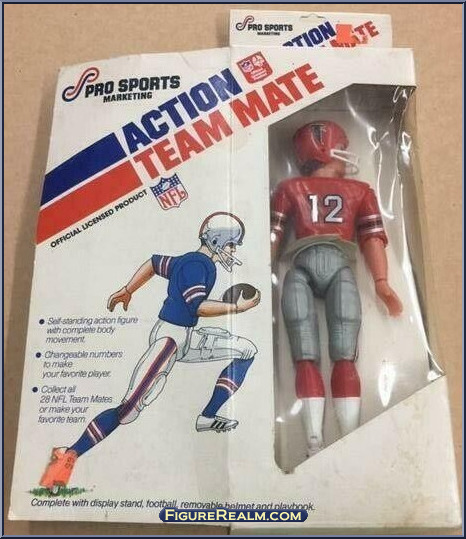 PRO SPORTS
MARKETING
ACTION
TEAM MATE
PRO SPORTS
MARKETING
ACTION
TEAM MATE
OFFICIAL LICENSED PRODUCT
NFL
12
• Self-standing action figure
with complete body
movement.
• Changeable numbers
to make
your favorite player.
• Collect all
28 NFL Team Mates
or make your
favorite team.
Complete with display stand, football, removable helmet and playbook.
FIGUREREALM.COM